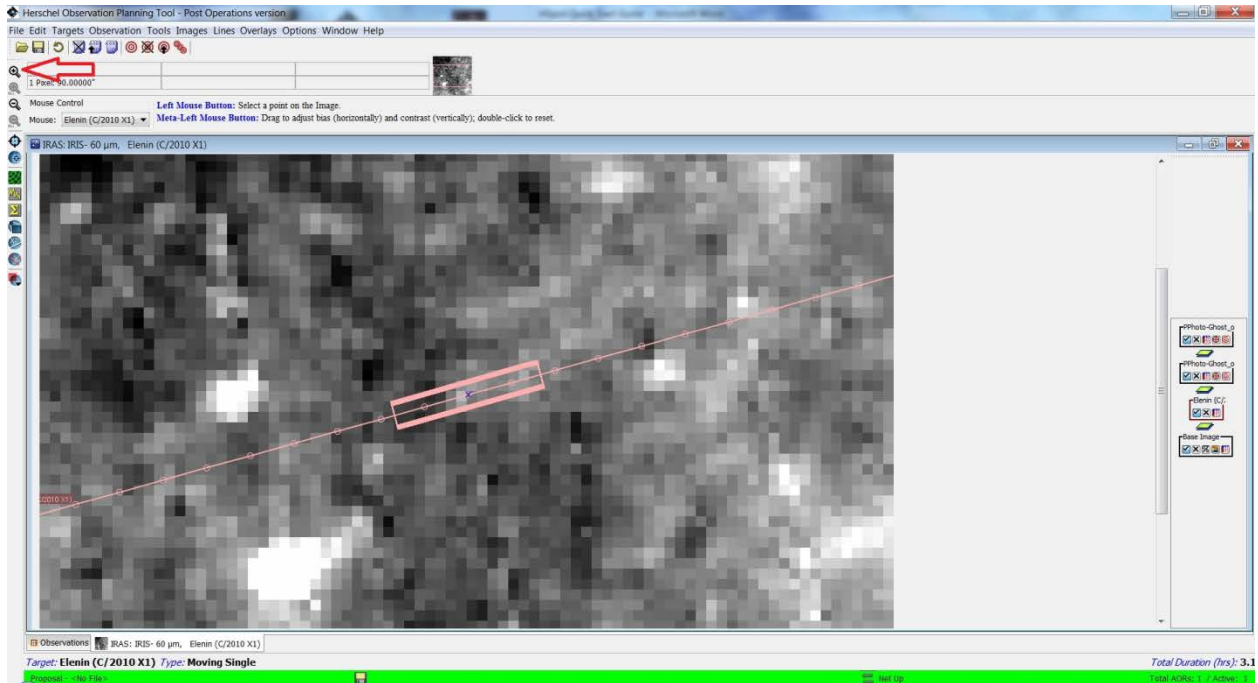 Herschel Observation Planning Tool - Post Operations version
File Edit Targets Observation Tools Images Lines Overlays Options Window Help
1 Pixel: 90.00000"
Mouse Control
Left Mouse Button: Select a point on the Image.
Mouse: Elenin (C/2010 X1)
Meta-Left Mouse Button: Drag to adjust bias (horizontally) and contrast (vertically); double-click to reset.
IRAS: IRIS- 60 µm, Elenin (C/2010 X1)
PPhoto-Ghost_o
PPhoto-Ghost_o
Elenin (C/:
Base Image
Observations IRAS: IRIS- 60 µm, Elenin (C/2010 X1)
Target: Elenin (C/2010 X1) Type: Moving Single
Total Duration (hrs): 3.1
Proposal - <No File>
Net Up
Total AORs: 1 / Active: 1